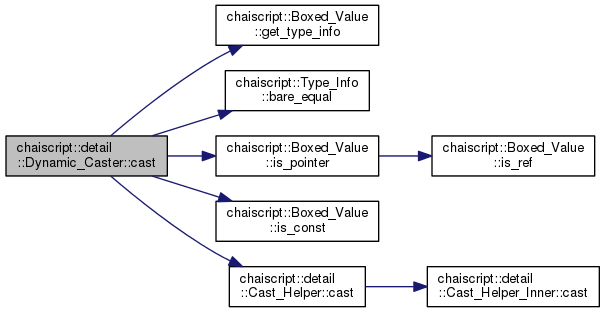 chaiscript::Boxed_Value
::get_type_info
chaiscript::Type_Info
::bare_equal
chaiscript::detail
::Dynamic_Caster::cast
chaiscript::Boxed_Value
::is_pointer
chaiscript::Boxed_Value
::is_ref
chaiscript::Boxed_Value
::is_const
chaiscript::detail
::Cast_Helper::cast
chaiscript::detail
::Cast_Helper_Inner::cast